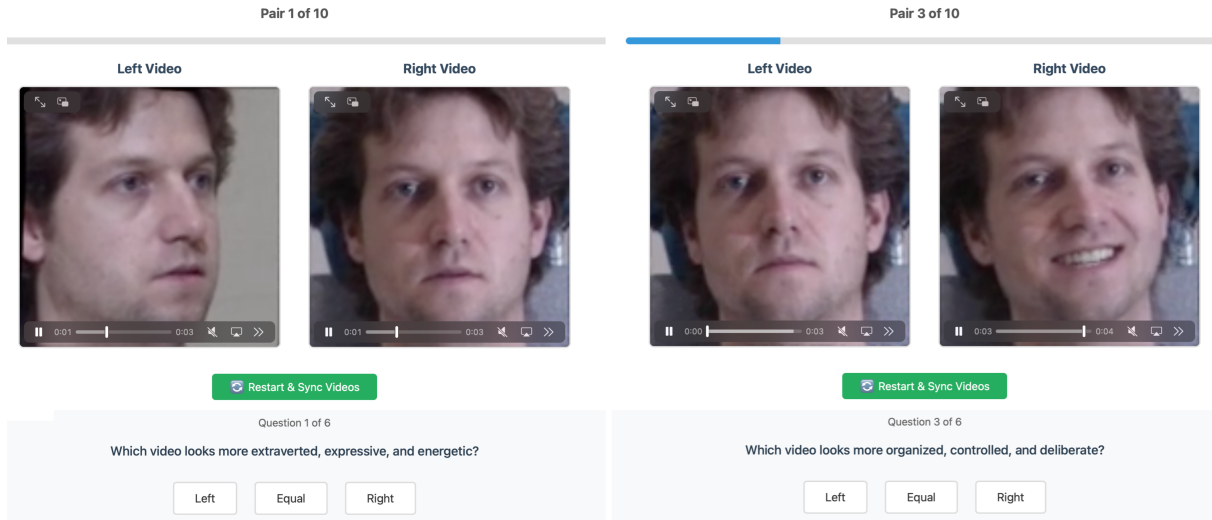 Pair 1 of 10
Left Video
Right Video
0:01
0:03
0:01
0:03
Restart & Sync Videos
Question 1 of 6
Which video looks more extraverted, expressive, and energetic?
Left
Equal
Right
Pair 3 of 10
Left Video
Right Video
0:00
0:03
0:03
0:04
Restart & Sync Videos
Question 3 of 6
Which video looks more organized, controlled, and deliberate?
Left
Equal
Right